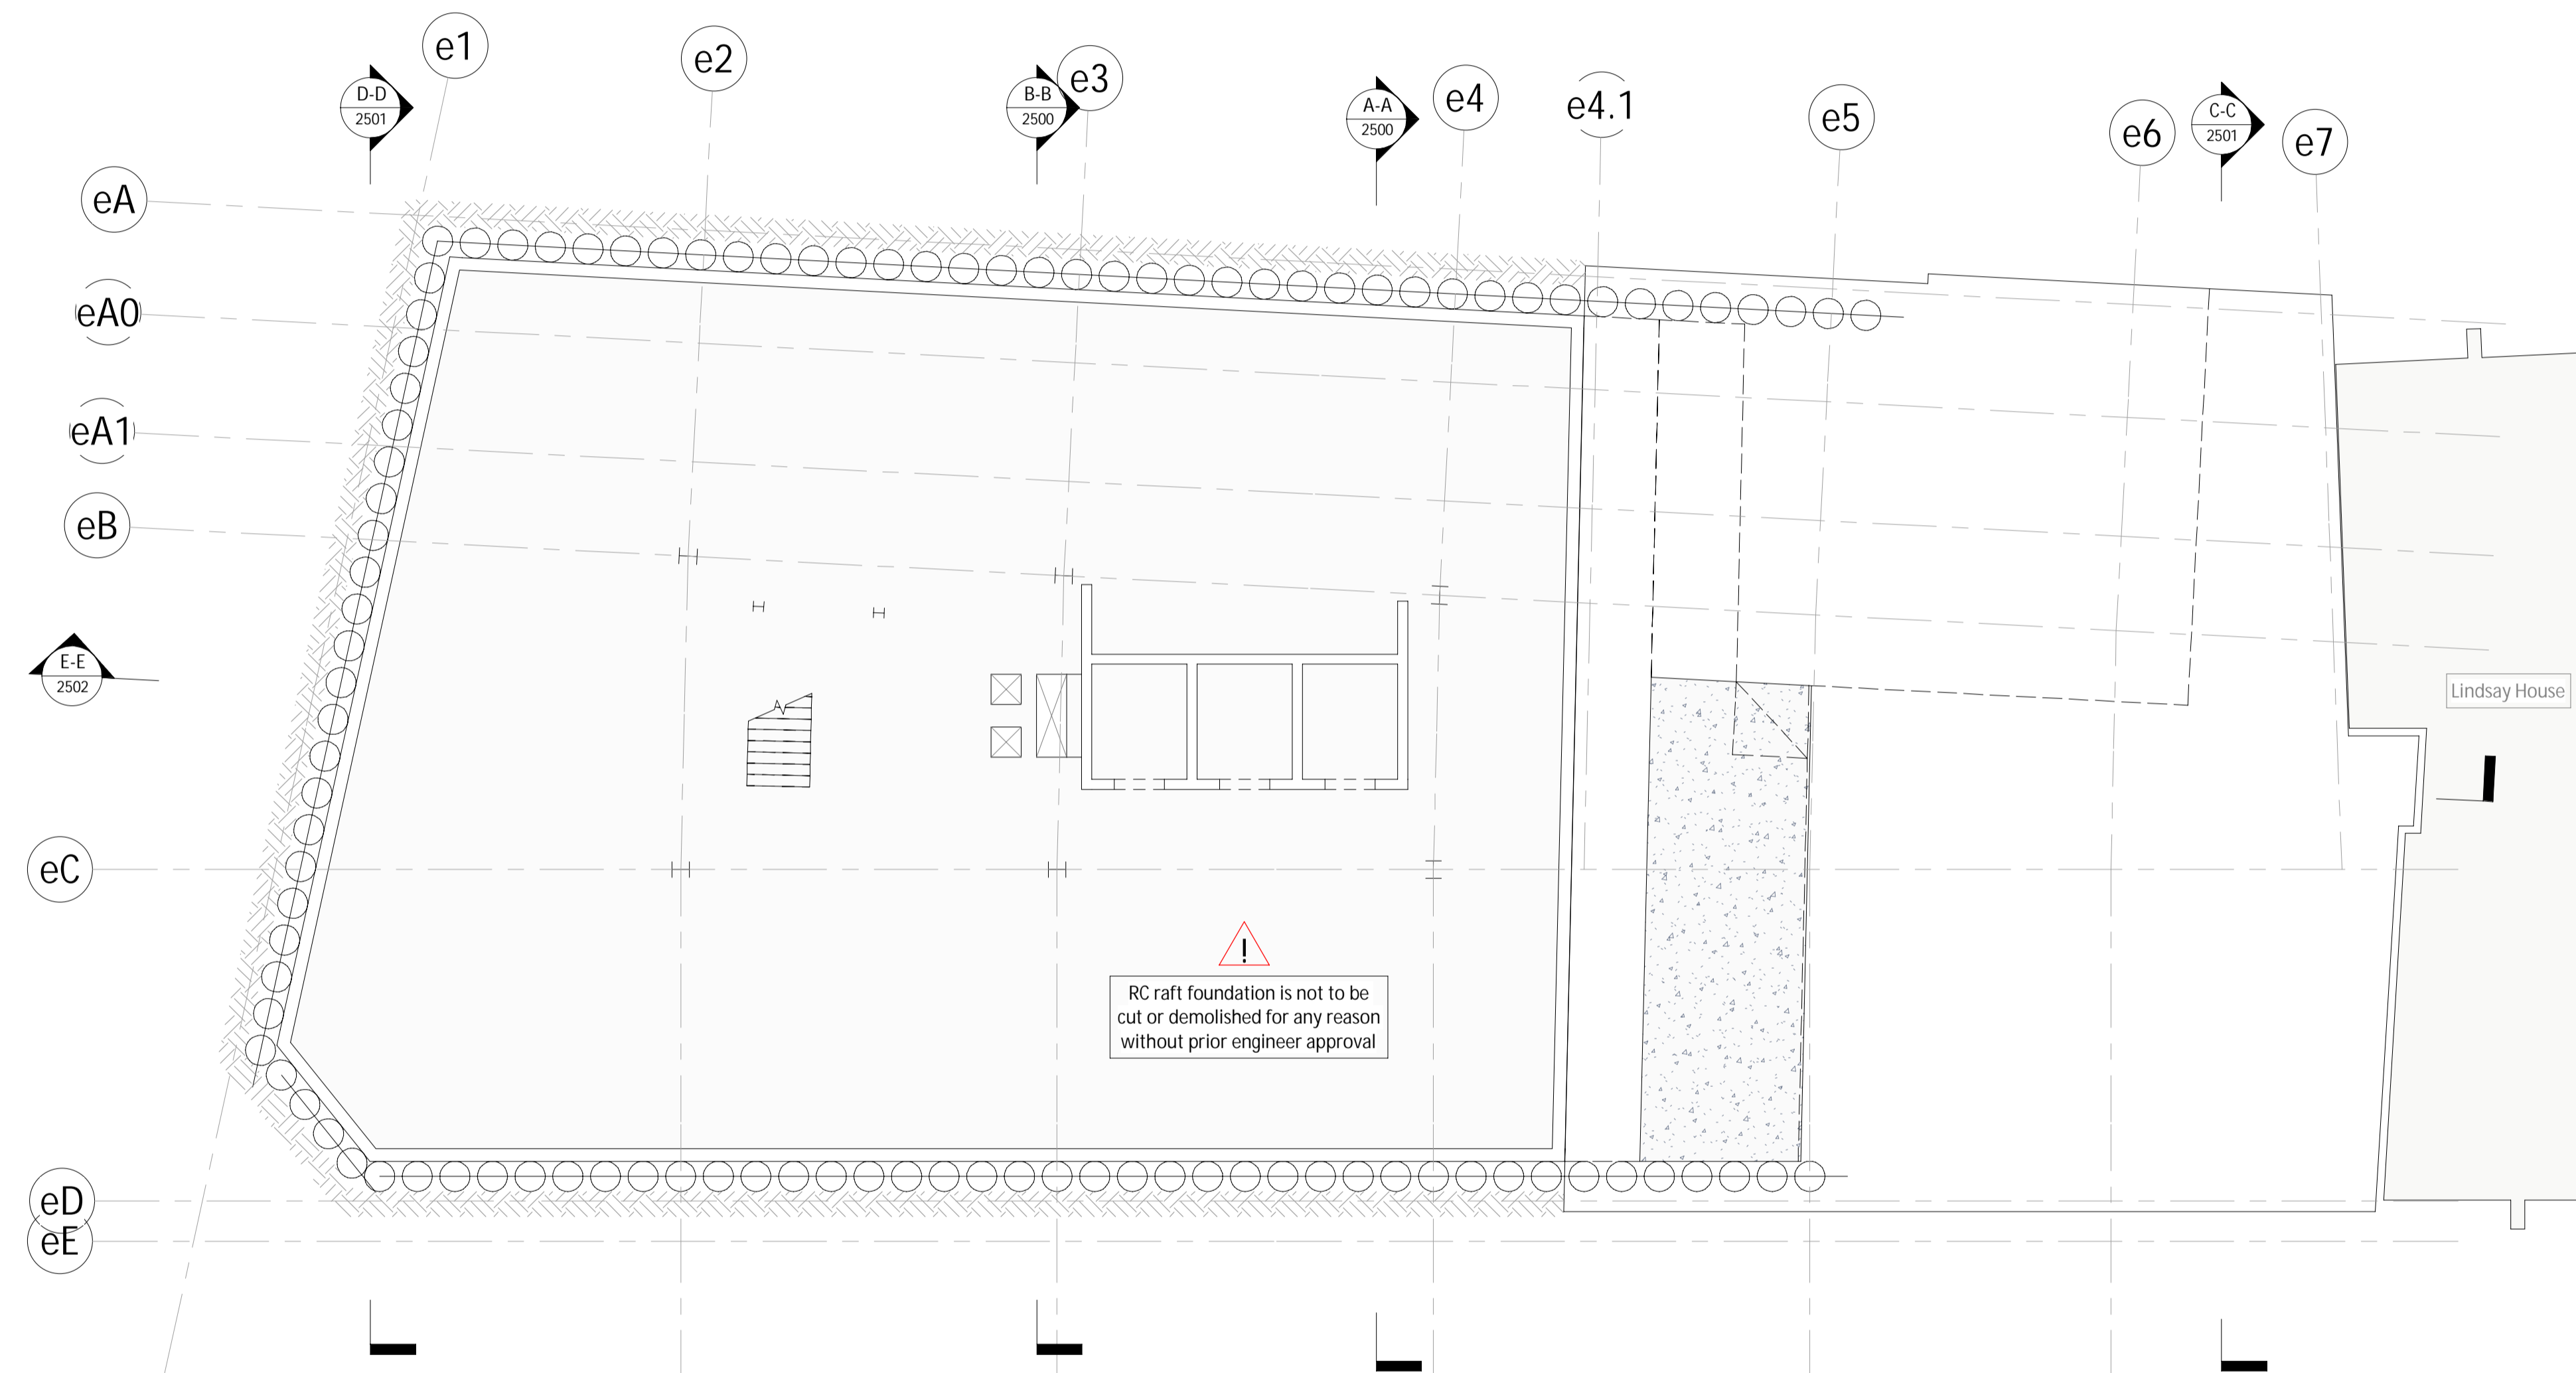 e1
e2
e3
e4
e4.1
e5
e6
e7
D-D
2501
B-B
2500
A-A
2500
C-C
2501
eA
eA0
eA1
eB
E-E
2502
Lindsay House
eC
!
RC raft foundation is not to be
cut or demolished for any reason
without prior engineer approval
eD
eE